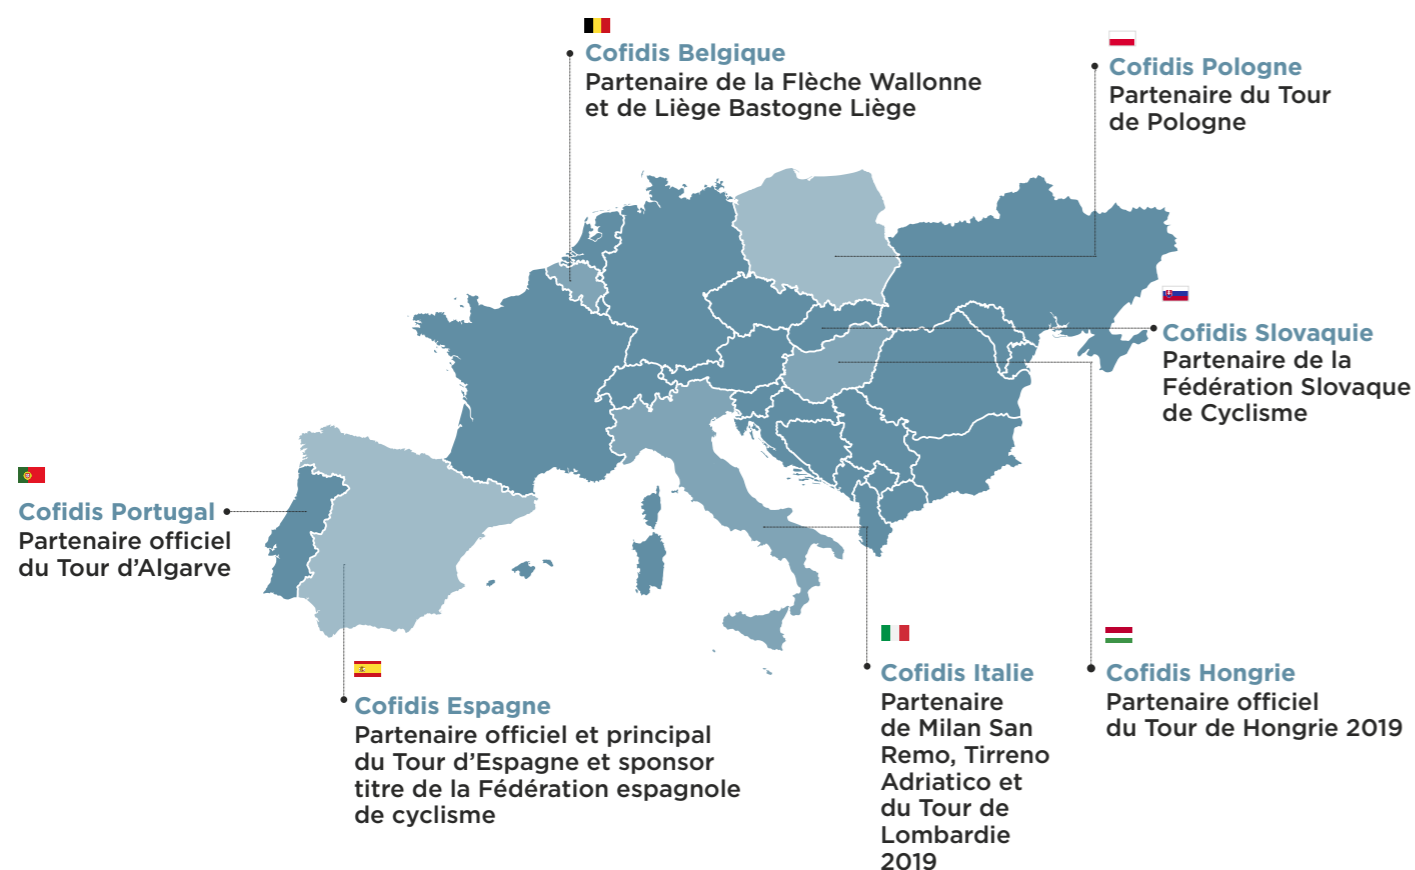 Cofidis Belgique
Partenaire de la Flèche Wallonne
et de Liège Bastogne Liège
Cofidis Pologne
Partenaire du Tour
de Pologne
Cofidis Slovaquie
Partenaire de la
Fédération Slovaque
de Cyclisme
Cofidis Portugal
Partenaire officiel
du Tour d’Algarve
Cofidis Espagne
Partenaire officiel et principal
du Tour d’Espagne et sponsor
titre de la Fédération espagnole
de cyclisme
Cofidis Italie
Partenaire
de Milan San
Remo, Tirreno
Adriatico et
du Tour de
Lombardie
2019
Cofidis Hongrie
Partenaire officiel
du Tour de Hongrie 2019